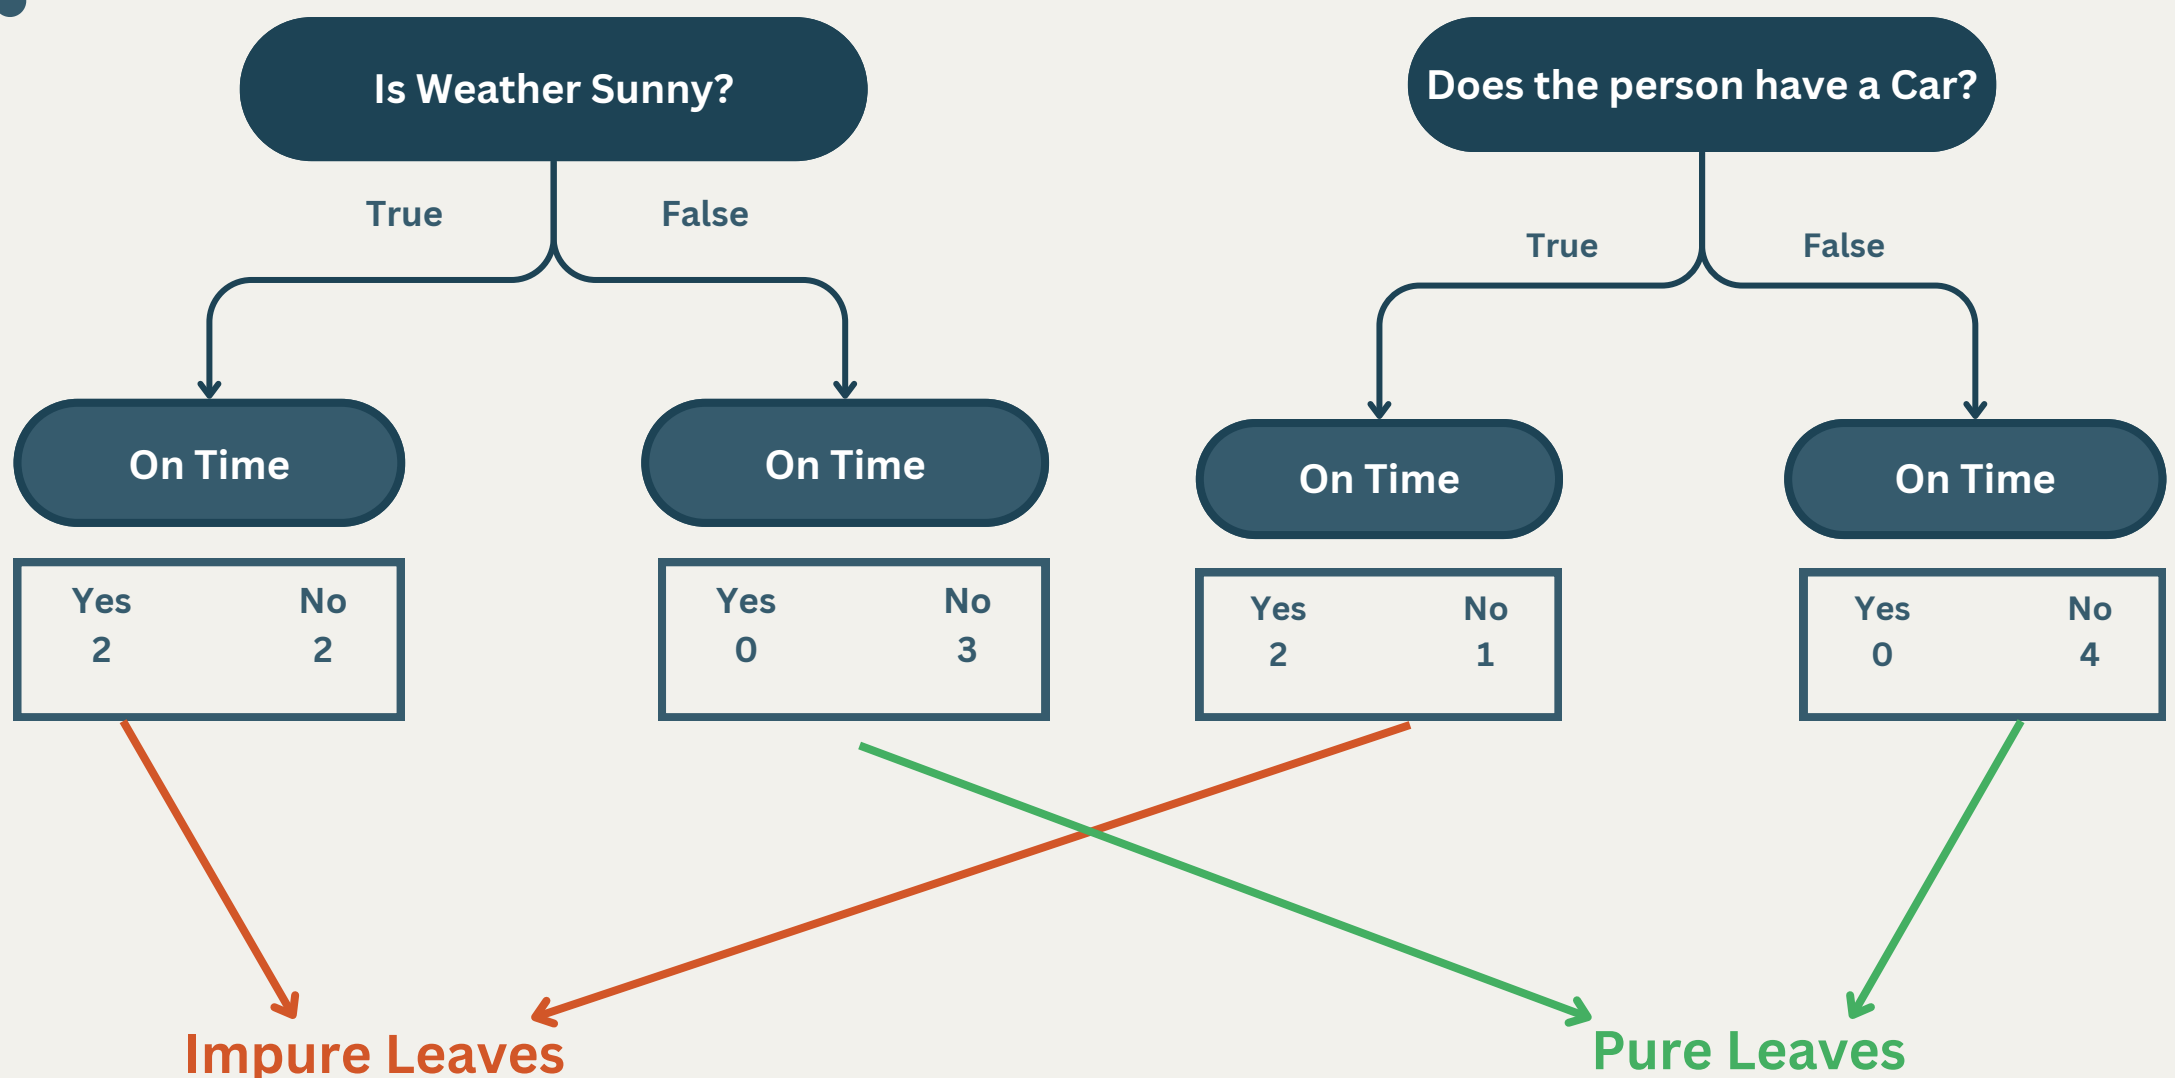 Is Weather Sunny?
True
False
On Time
On Time
Yes No
2 2
Yes No
0 3
Does the person have a Car?
True
False
On Time
On Time
Yes No
2 1
Yes No
0 4
Impure Leaves
Pure Leaves